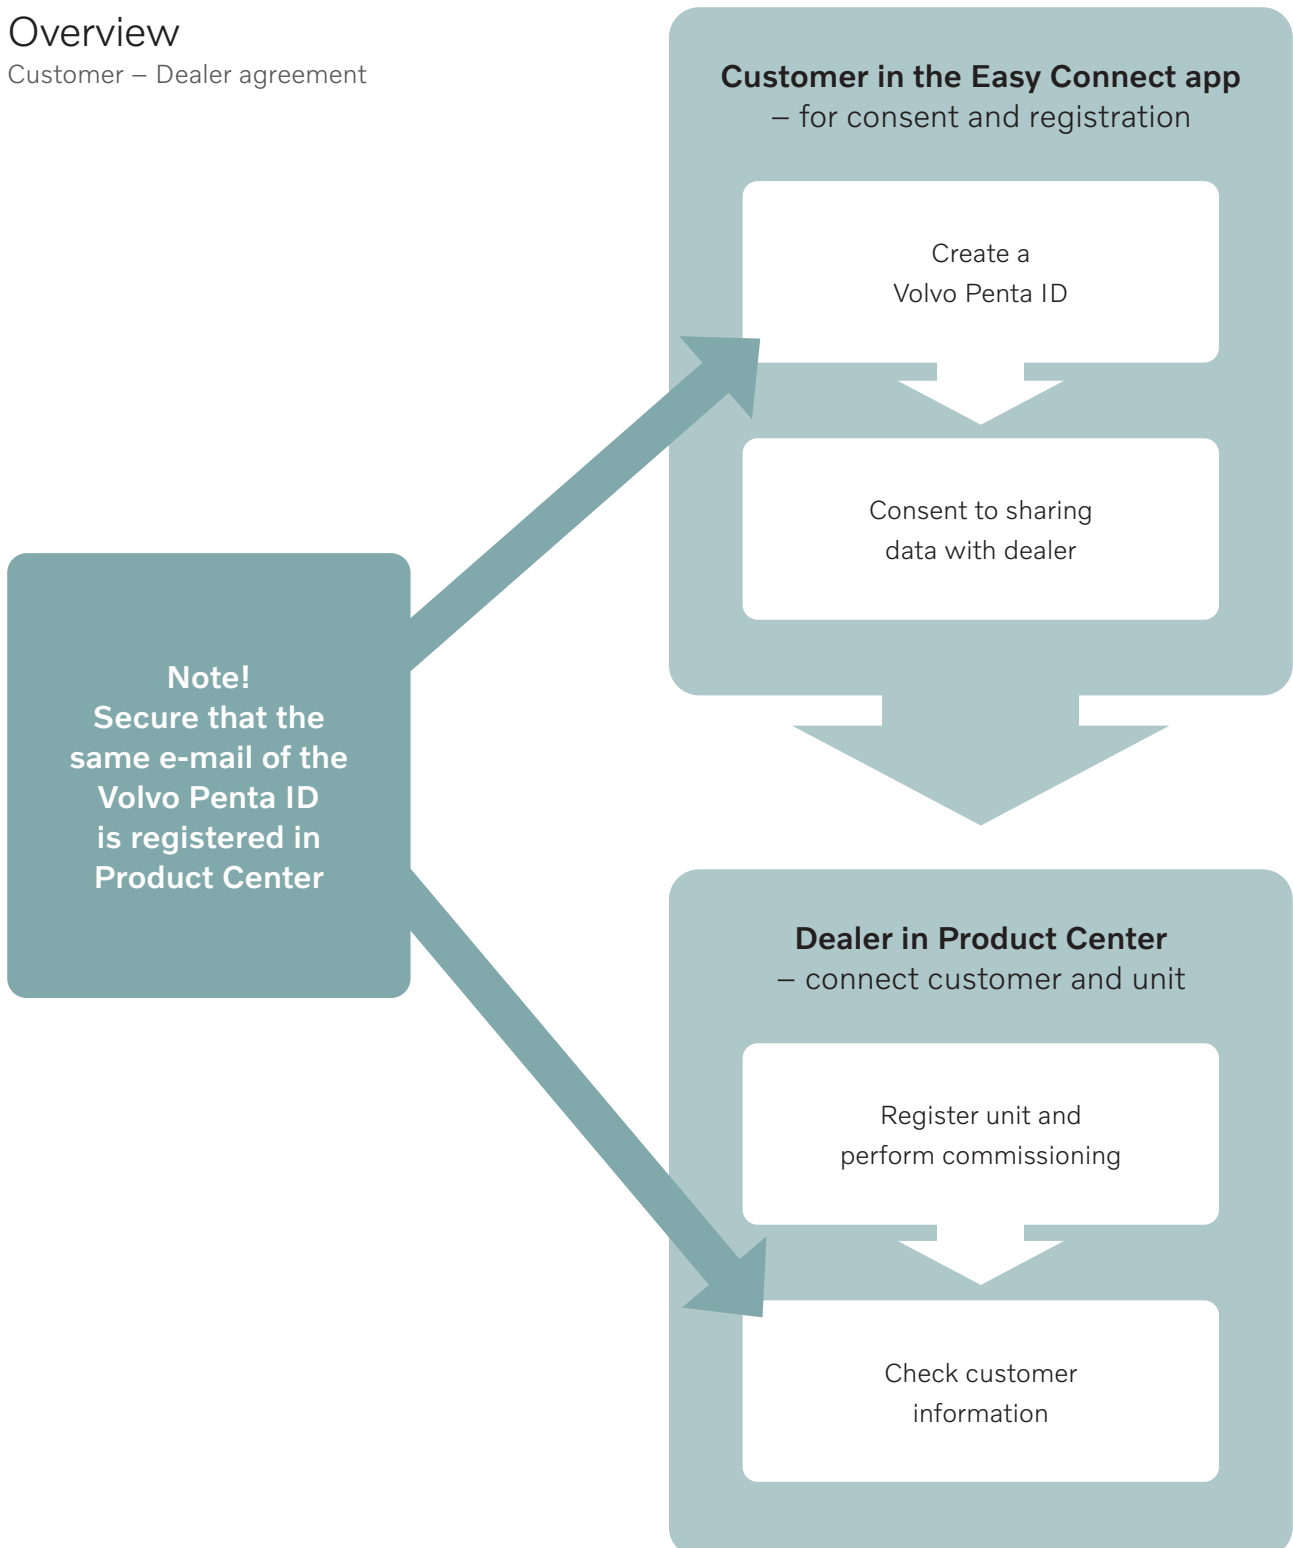 Overview
Customer – Dealer agreement
Customer in the Easy Connect app
– for consent and registration
Create a
Volvo Penta ID
Consent to sharing
data with dealer
Note!
Secure that the
same e-mail of the
Volvo Penta ID
is registered in
Product Center
Dealer in Product Center
– connect customer and unit
Register unit and
perform commissioning
Check customer
information